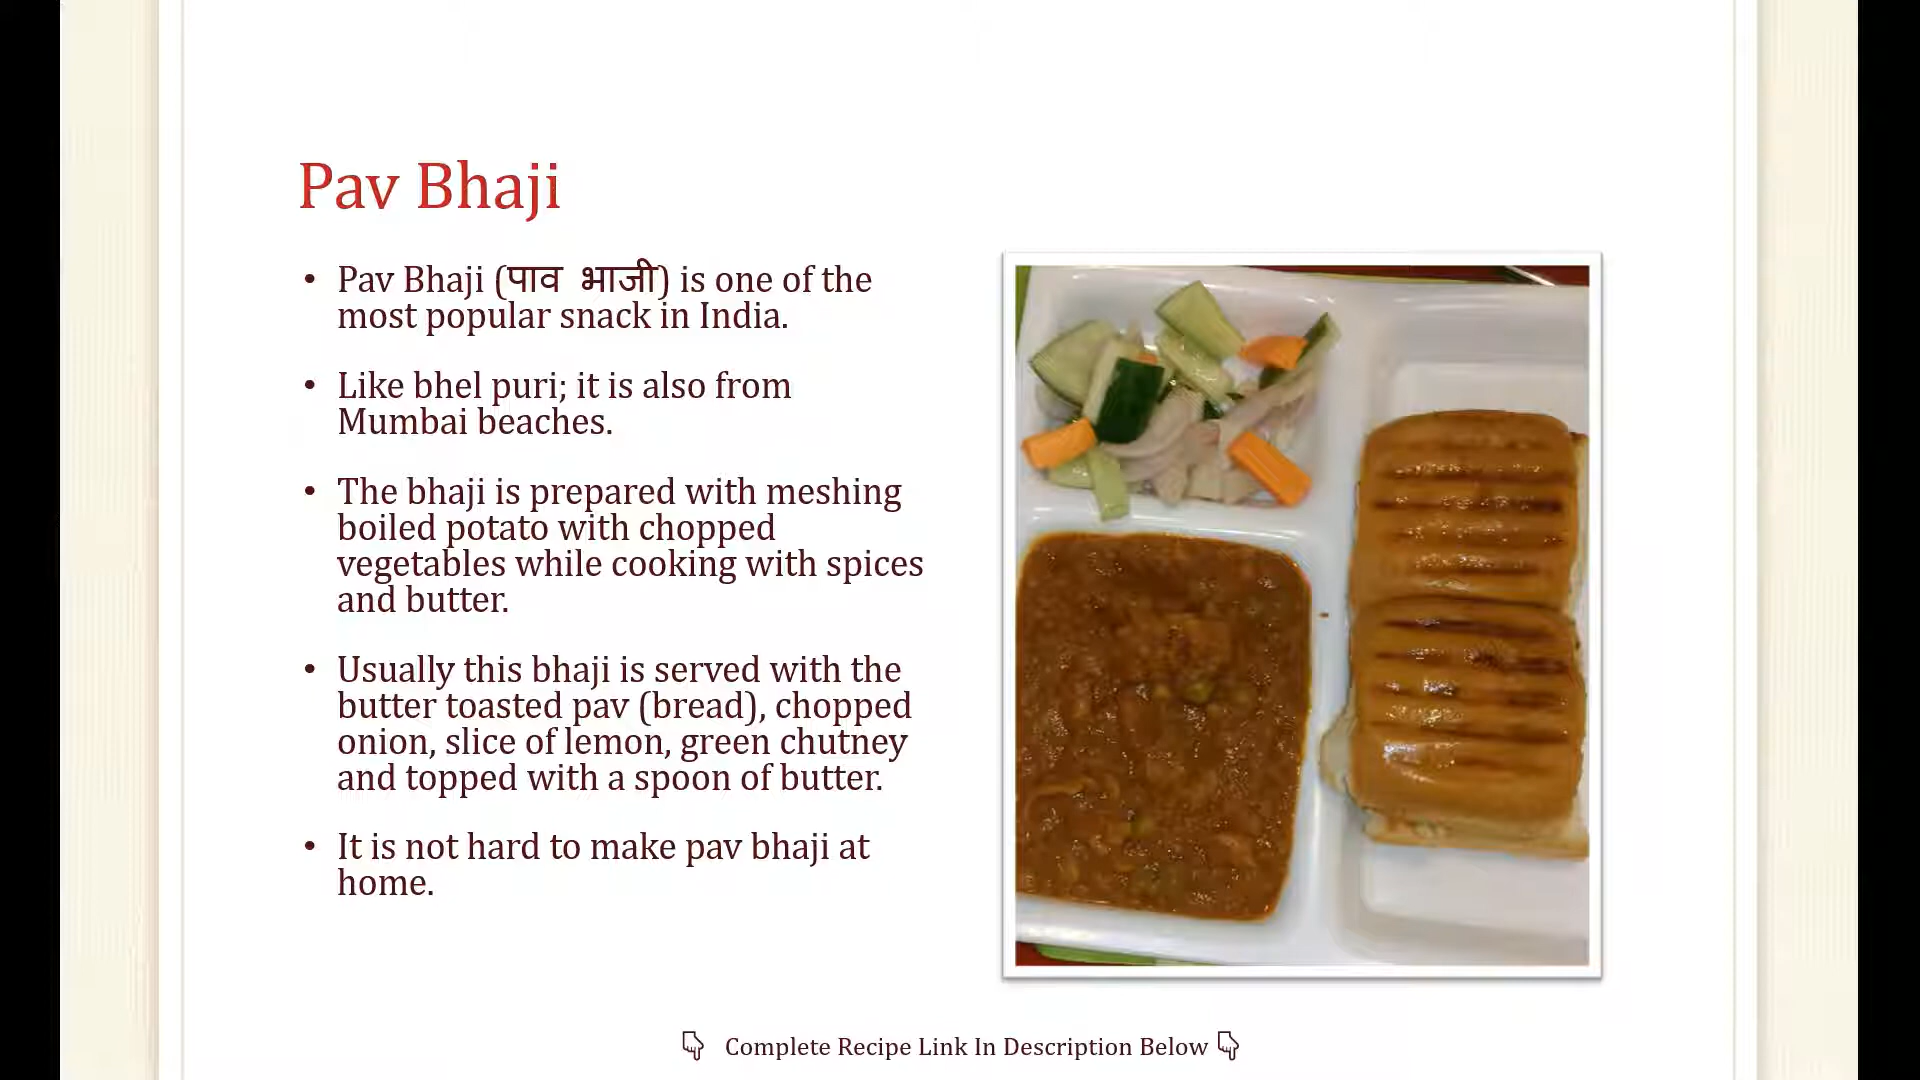 Pav Bhaji
• Pav Bhaji (पाव भाजी) is one of the
most popular snack in India.
• Like bhel puri; it is also from
Mumbai beaches.
• The bhaji is prepared with meshing
boiled potato with chopped
vegetables while cooking with spices
and butter.
• Usually this bhaji is served with the
butter toasted pav (bread), chopped
onion, slice of lemon, green chutney
and topped with a spoon of butter.
• It is not hard to make pav bhaji at
home.
👇 Complete Recipe Link In Description Below 👇